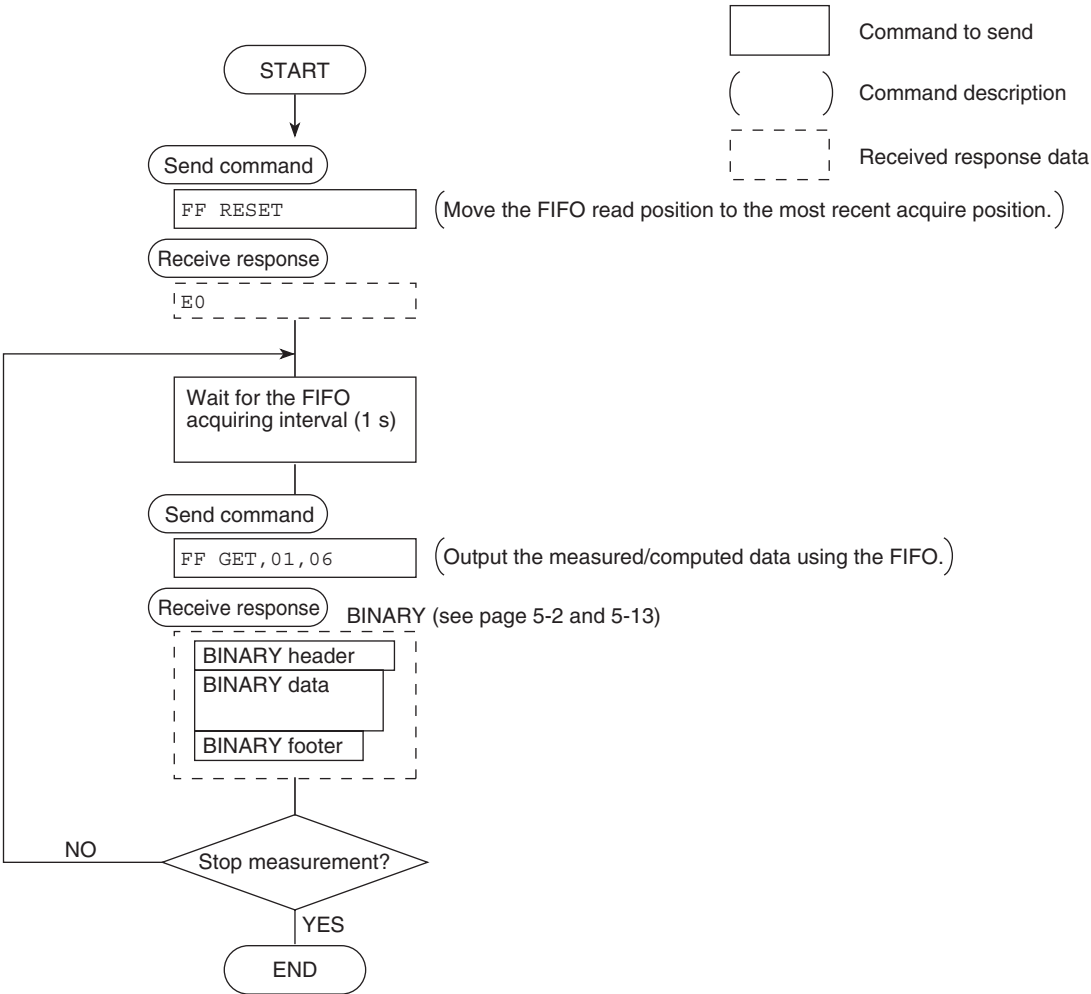 Command to send
START
Command description
Received response data
Send command
FF RESET
(Move the FIFO read position to the most recent acquire position.)
Receive response
E0
Wait for the FIFO
acquiring interval (1 s)
Send command
FF GET,01,06
(Output the measured/computed data using the FIFO.)
Receive response
BINARY (see page 5-2 and 5-13)
BINARY header
BINARY data
BINARY footer
NO
Stop measurement?
YES
END